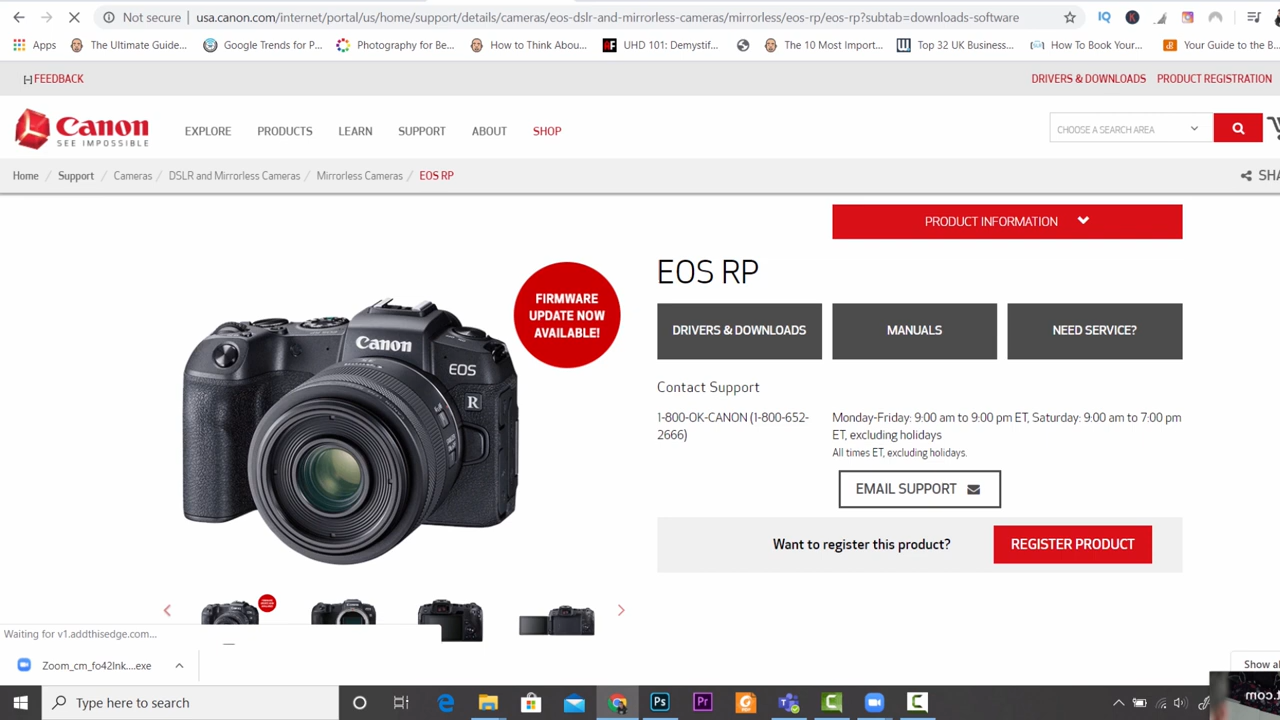 Not secure usa.canon.com/internet/portal/us/home/support/details/cameras/eos-dslr-and-mirrorless-cameras/mirrorless/eos-rp/eos-rp?subtab=downloads-software
Apps The Ultimate Guide... Google Trends for P... Photography for Be... How to Think Abou... UHD 101: Demystif... The 10 Most Import... Top 32 UK Business... How To Book Your... Your Guide to the B...
[-] FEEDBACK DRIVERS & DOWNLOADS PRODUCT REGISTRATION
Canon
SEE IMPOSSIBLE
EXPLORE PRODUCTS LEARN SUPPORT ABOUT SHOP
CHOOSE A SEARCH AREA
Home / Support / Cameras / DSLR and Mirrorless Cameras / Mirrorless Cameras / EOS RP
SHA
PRODUCT INFORMATION
EOS RP
FIRMWARE
UPDATE NOW
AVAILABLE!
Canon
EOS
R
DRIVERS & DOWNLOADS MANUALS NEED SERVICE?
Contact Support
1-800-OK-CANON (1-800-652-
2666)
Monday-Friday: 9:00 am to 9:00 pm ET, Saturday: 9:00 am to 7:00 pm
ET, excluding holidays
All times ET, excluding holidays.
EMAIL SUPPORT
Want to register this product? REGISTER PRODUCT
Waiting for v1.addthisedge.com...
Zoom_cm_fo42lnk....exe
Show al
Type here to search
Ps
Pr